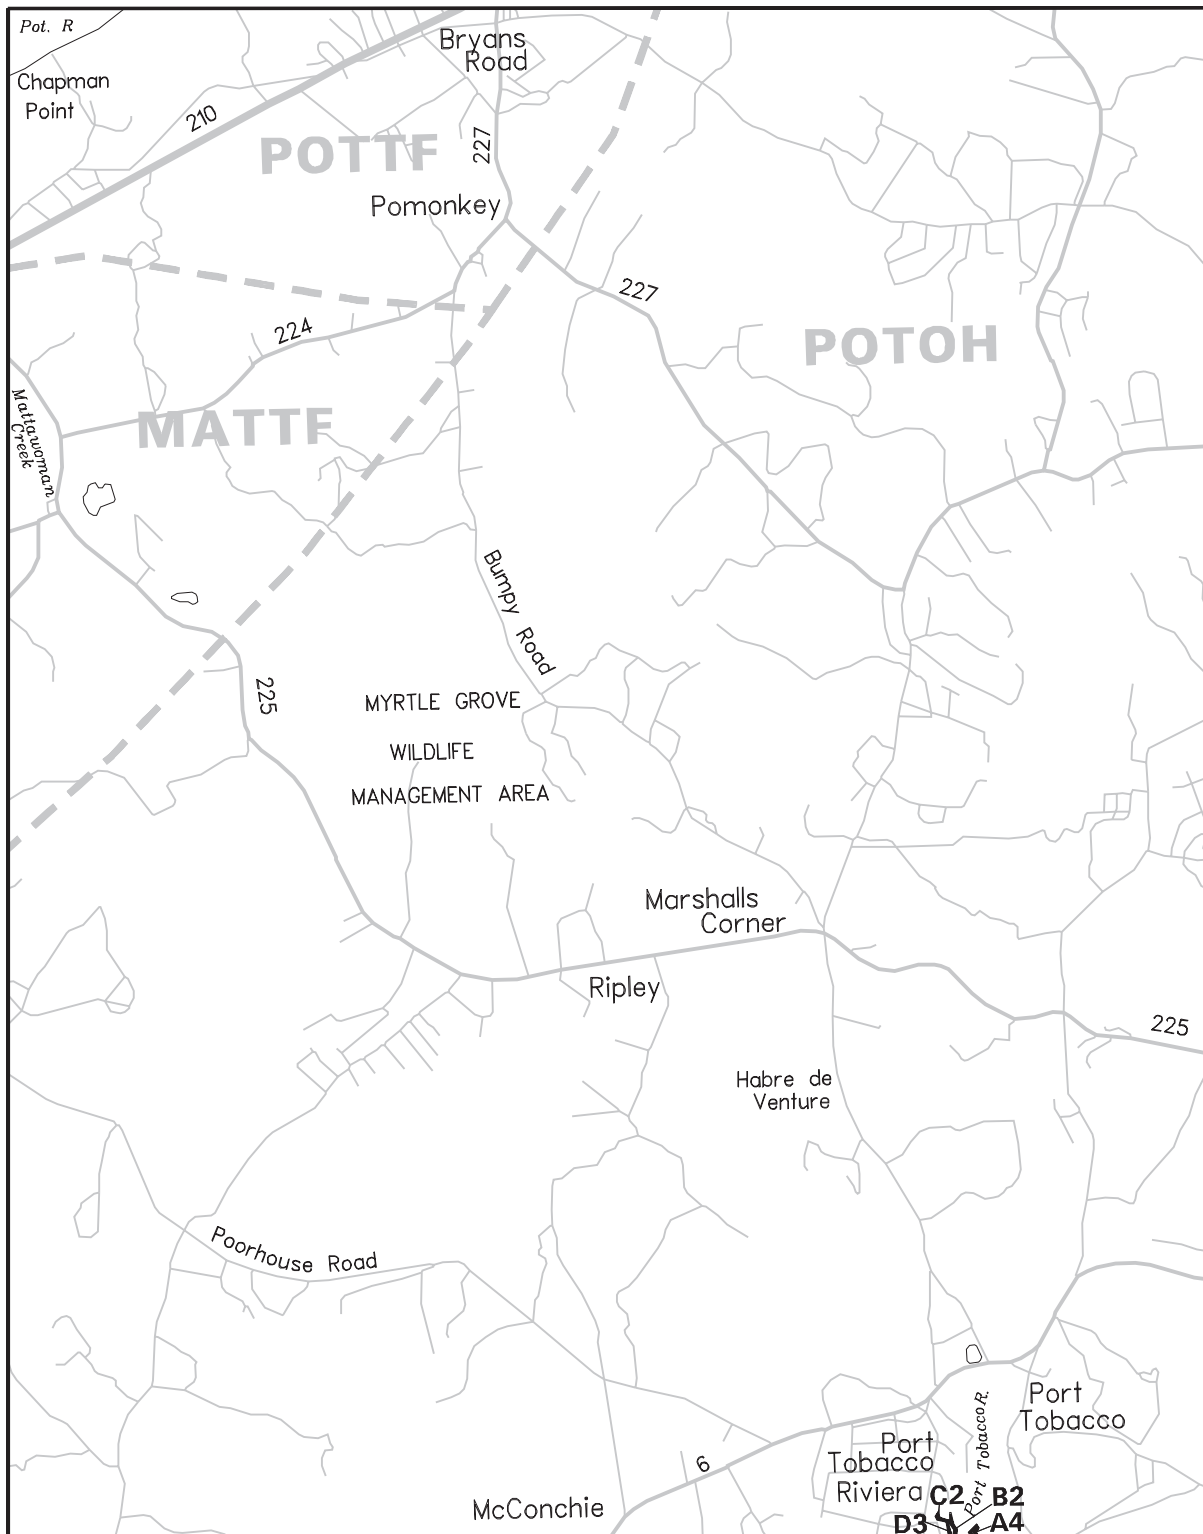 Pot. R
Bryans
Road
Chapman
Point
210
POTTF
227
Pomonkey
227
224
POTOH
MATTF
Mattawoman
Creek
Bumpy Road
225
MYRTLE GROVE
WILDLIFE
MANAGEMENT AREA
Marshalls
Corner
Ripley
225
Habre de
Venture
Poorhouse Road
Port
Tobacco
Port Tobacco R.
Port
Tobacco
Riviera
6
McConchie
C2
B2
D3
A4